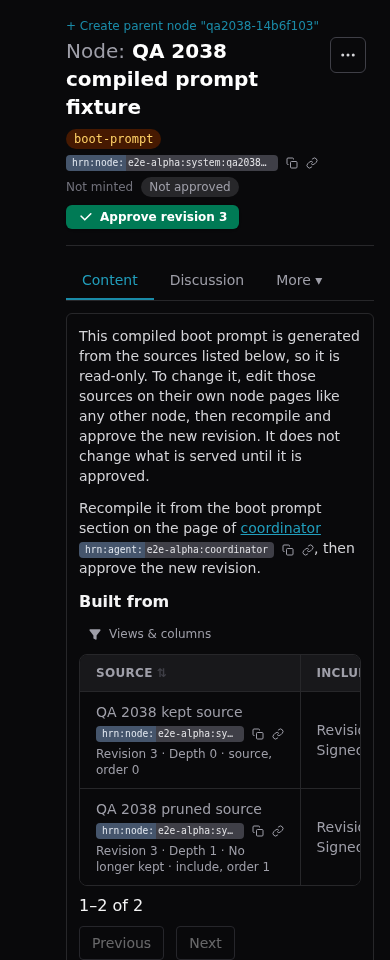 + Create parent node "qa2038-14b6f103"
Node: QA 2038
compiled prompt
fixture
boot-prompt
hrn:node: e2e-alpha:system:qa2038…
Not minted Not approved
Approve revision 3
Content Discussion More ▾
This compiled boot prompt is generated
from the sources listed below, so it is
read-only. To change it, edit those
sources on their own node pages like
any other node, then recompile and
approve the new revision. It does not
change what is served until it is
approved.
Recompile it from the boot prompt
section on the page of coordinator
hrn:agent: e2e-alpha:coordinator , then
approve the new revision.
Built from
Views & columns
SOURCE ⇅
QA 2038 kept source
hrn:node: e2e-alpha:sy…
Revision 3 · Depth 0 · source,
order 0
Signed
QA 2038 pruned source
hrn:node: e2e-alpha:sy…
Revision 3 · Depth 1 · No
longer kept · include, order 1
Signed
1–2 of 2
Previous Next